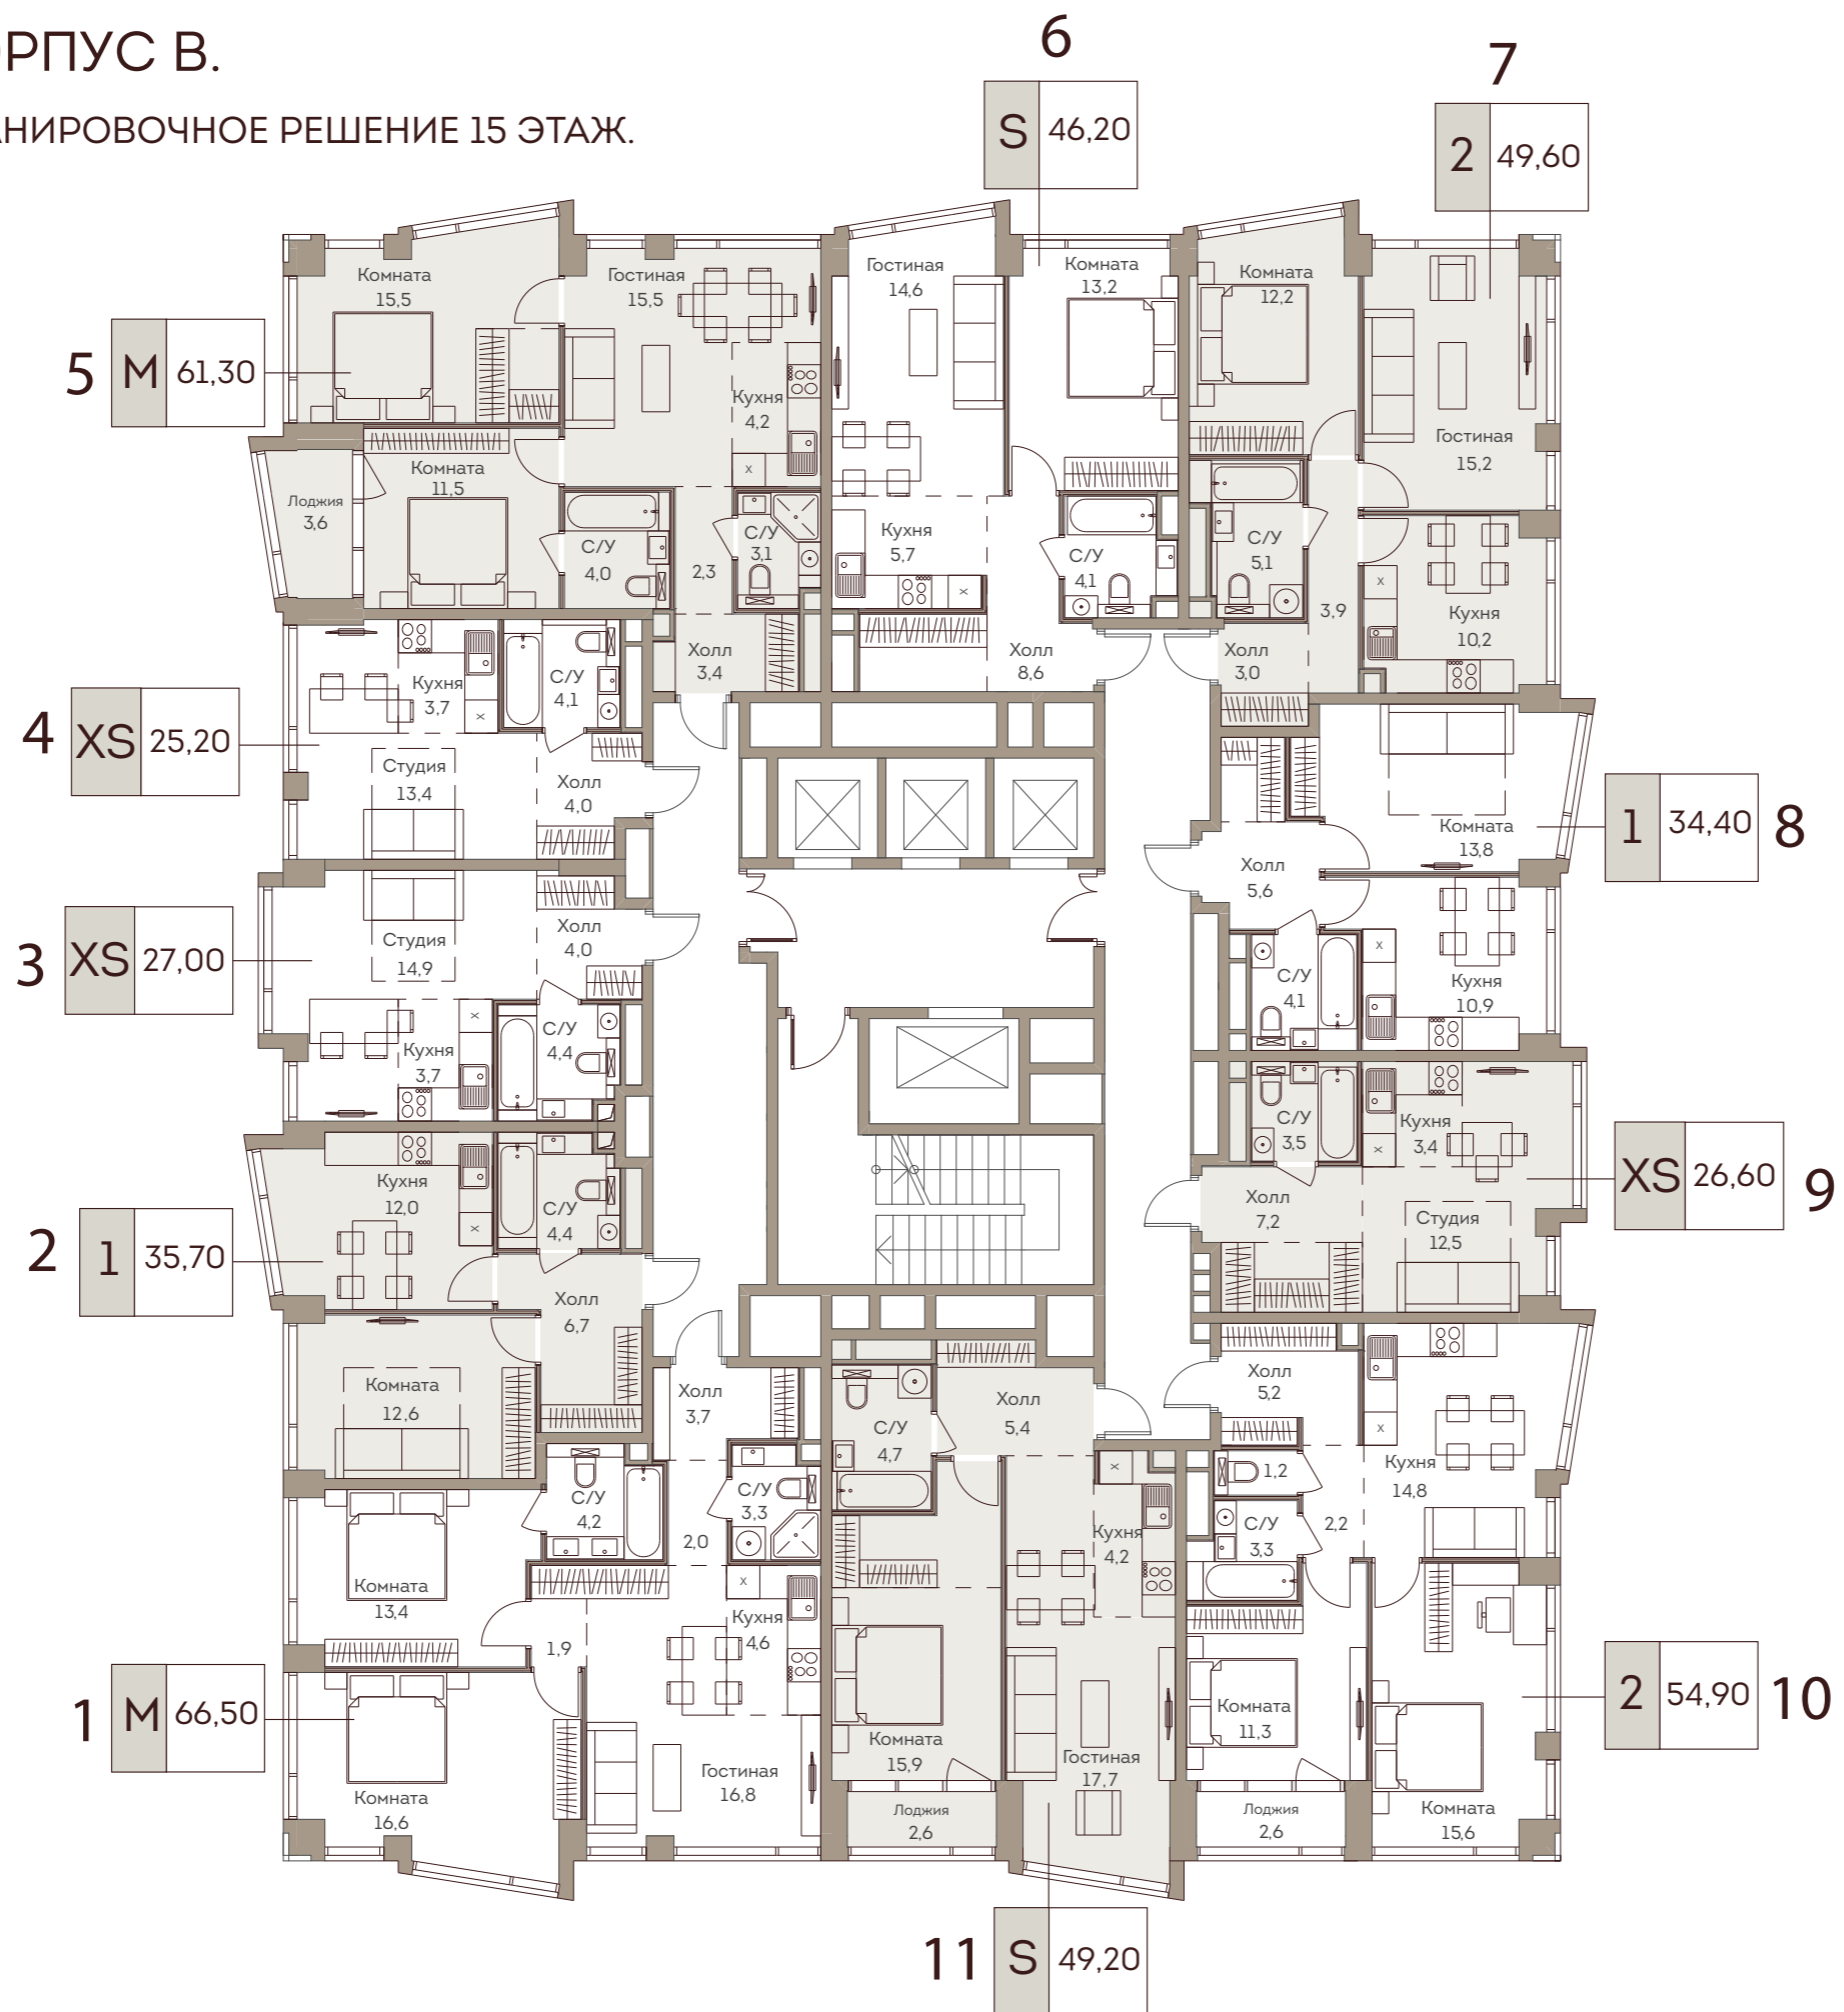 ОРПУС В.
АНИРОВОЧНОЕ РЕШЕНИЕ 15 ЭТАЖ.
6
S 46,20
7
2 49,60
5 M 61,30
Комната
15,5
Гостиная
15,5
Кухня
4,2
x
Комната
11,5
Лоджия
3,6
С/У
4,0
2,3
С/У
3,1
Холл
3,4
Гостиная
14,6
Комната
13,2
Кухня
5,7
x
С/У
4,1
Холл
8,6
Комната
12,2
Гостиная
15,2
С/У
5,1
3,9
x
Кухня
10,2
Холл
3,0
4 XS 25,20
Кухня
3,7
x
С/У
4,1
Студия
13,4
Холл
4,0
3 XS 27,00
Студия
14,9
Холл
4,0
x
Кухня
3,7
С/У
4,4
2 1 35,70
Кухня
12,0
x
С/У
4,4
Холл
6,7
Комната
12,6
1 M 66,50
Холл
3,7
С/У
4,2
С/У
3,3
2,0
Комната
13,4
1,9
x
Кухня
4,6
Комната
16,6
Гостиная
16,8
1 34,40 8
Комната
13,8
Холл
5,6
x
Кухня
10,9
С/У
4,1
XS 26,60 9
С/У
3,5
Кухня
3,4
x
Холл
7,2
Студия
12,5
2 54,90 10
Холл
5,2
x
Кухня
14,8
1,2
2,2
С/У
3,3
Комната
11,3
Лоджия
2,6
Комната
15,6
Холл
5,4
С/У
4,7
x
Кухня
4,2
Комната
15,9
Гостиная
17,7
Лоджия
2,6
11 S 49,20